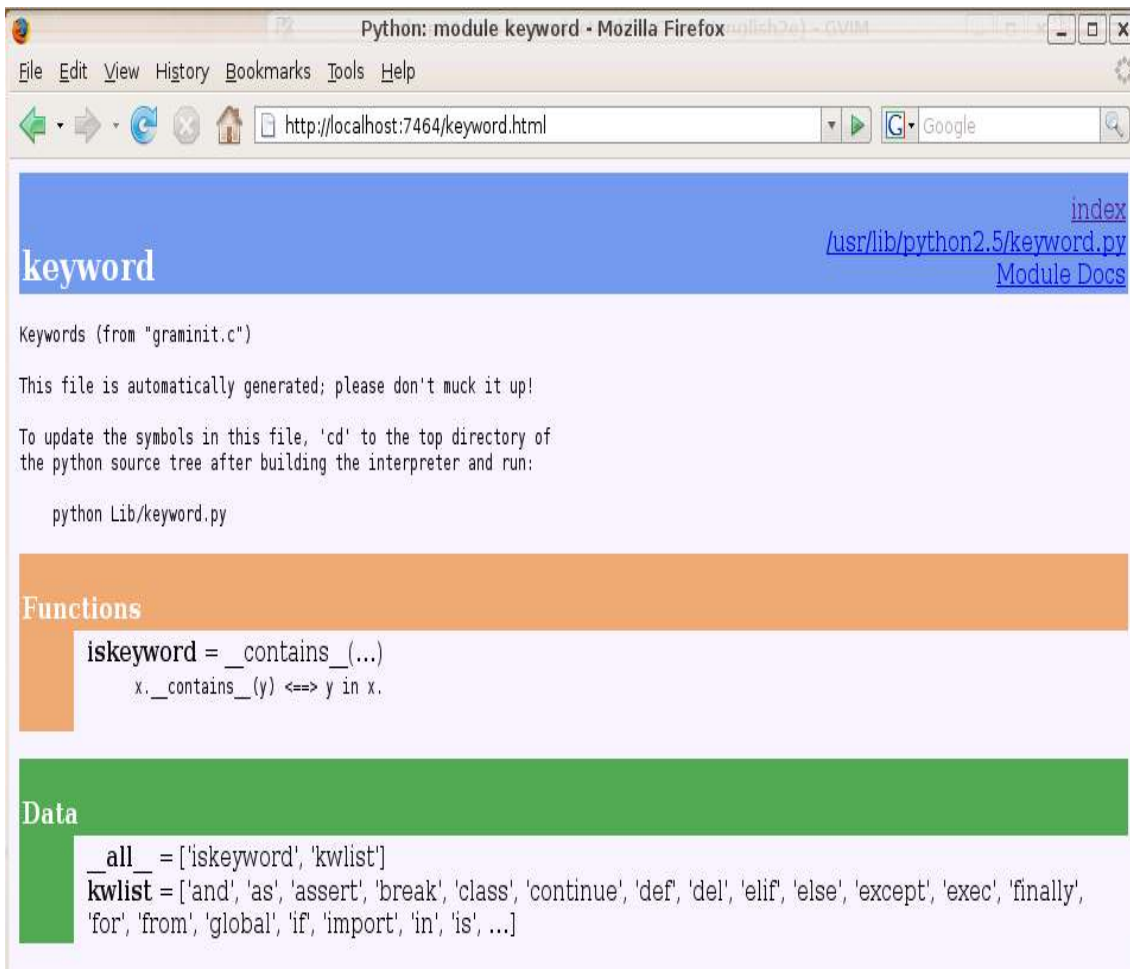 Python: module keyword - Mozilla Firefox
File Edit View History Bookmarks Tools Help
http://localhost:7464/keyword.html
G Google
index
/usr/lib/python2.5/keyword.py
keyword
Module Docs
Keywords (from "graminit.c")
This file is automatically generated; please don't muck it up!
To update the symbols in this file, 'cd' to the top directory of
the python source tree after building the interpreter and run:
python Lib/keyword.py
Functions
iskeyword = __contains__(...)
x.__contains__(y) <==> y in x.
Data
__all__ = ['iskeyword', 'kwlist']
kwlist = ['and', 'as', 'assert', 'break', 'class', 'continue', 'def', 'del', 'elif', 'else', 'except', 'exec', 'finally',
'for', 'from', 'global', 'if', 'import', 'in', 'is', ...]